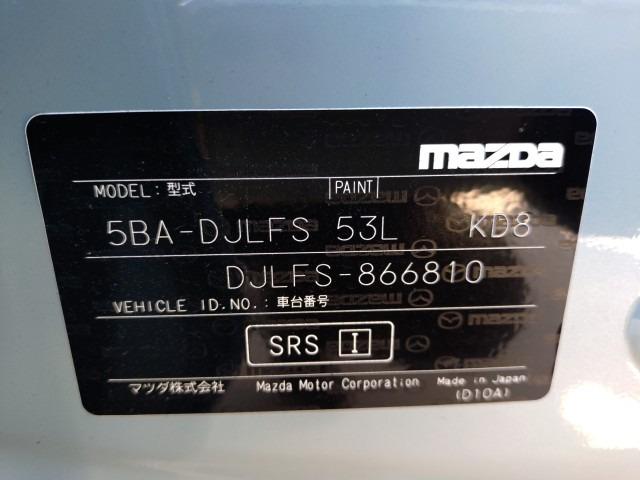 mazda
MODEL: 型式 PAINT
5BA-DJLFS 53L KD8
DJLFS-866810
VEHICLE ID.NO.: 車台番号
SRS I
マツダ株式会社 Mazda Motor Corporation Made in Japan
(D10A)